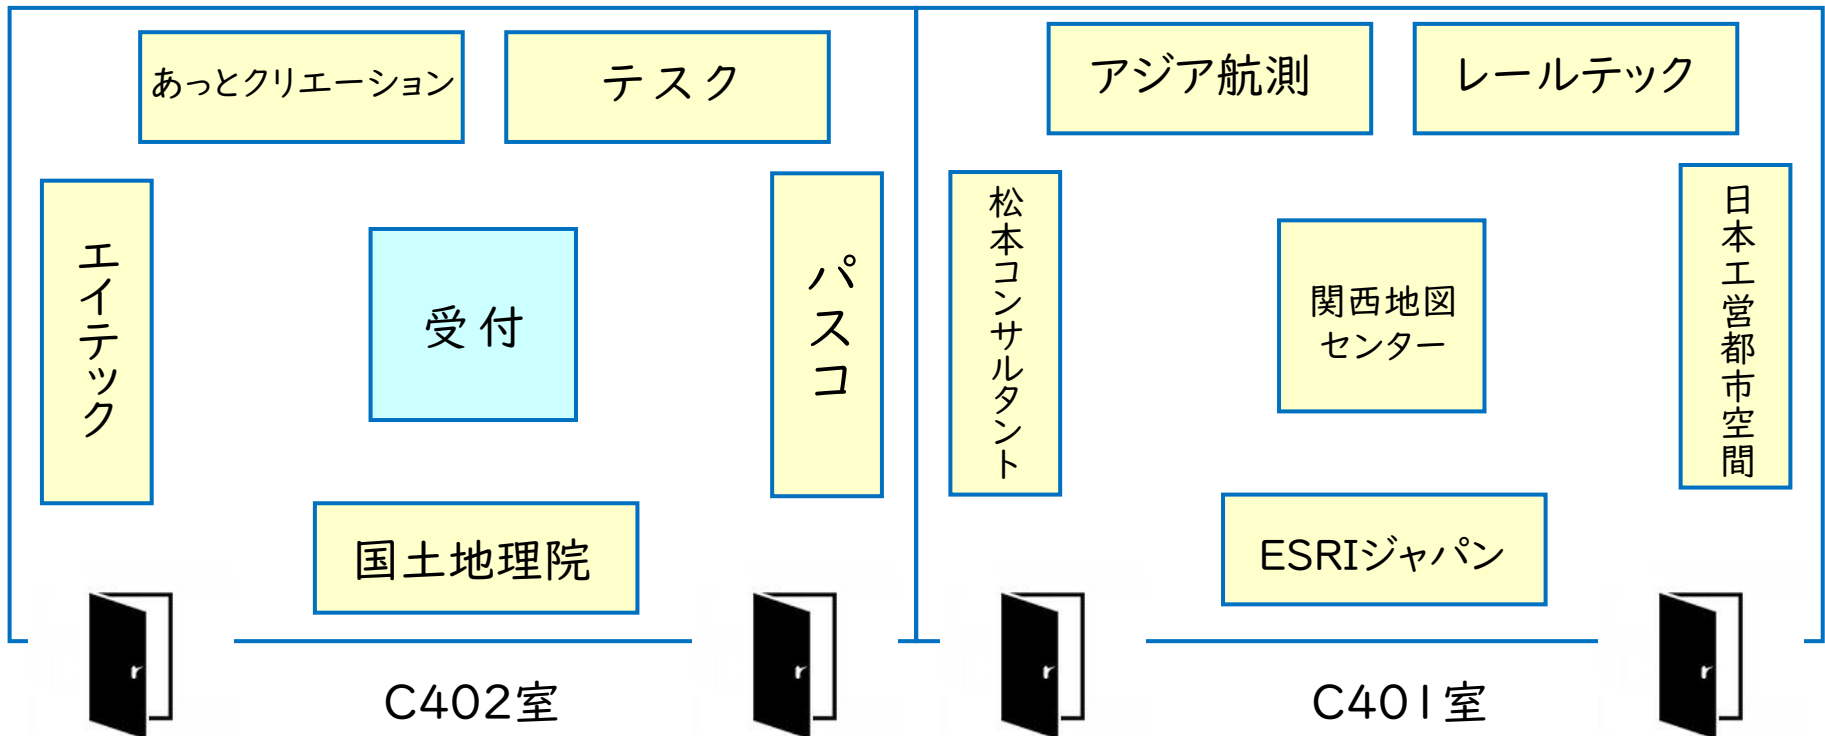 あっとクリエーション
テスク
エイテック
受付
パスコ
国土地理院
C402室
アジア航測
レールテック
松本コンサルタント
関西地図
センター
日本工営都市空間
ESRIジャパン
C401室